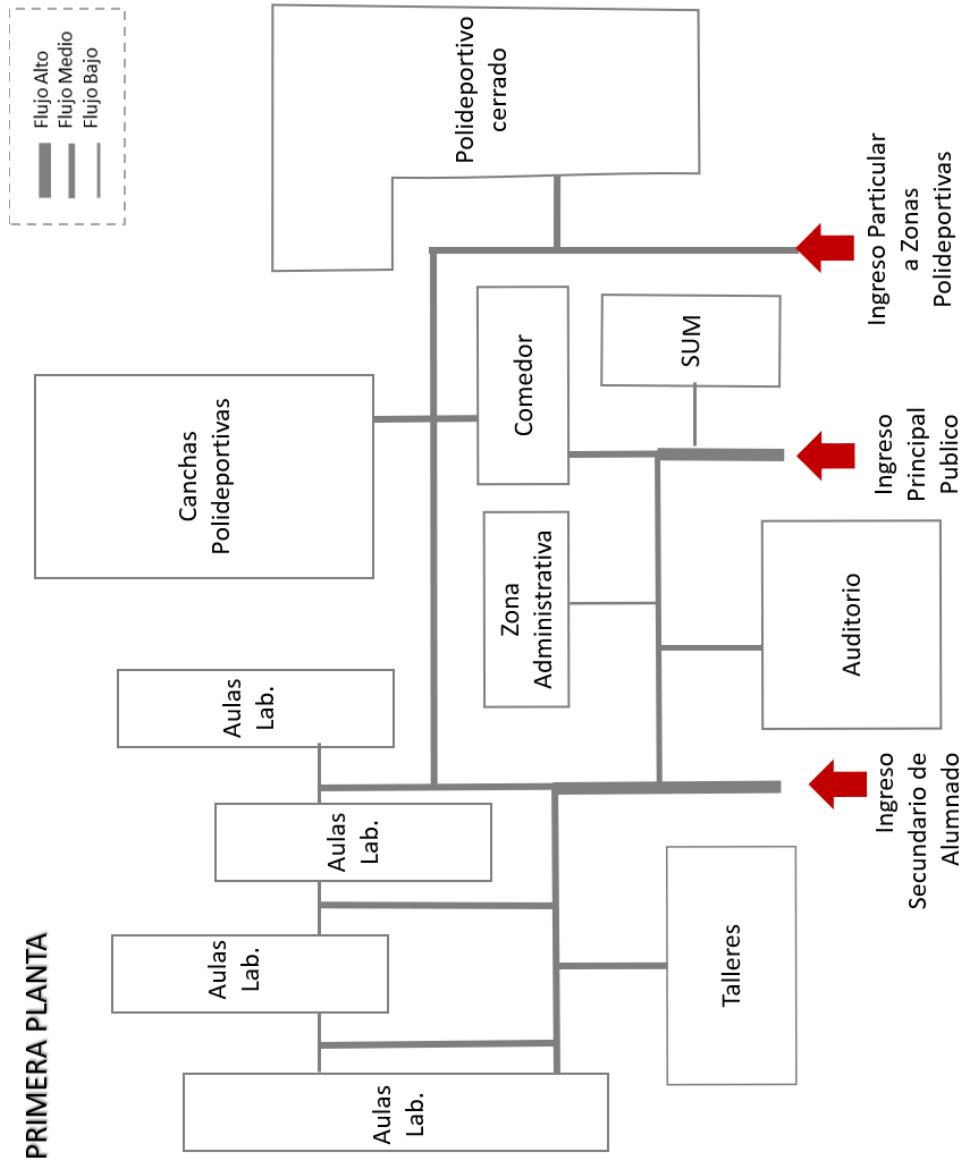 PRIMERA PLANTA
Flujo Alto
Flujo Medio
Flujo Bajo
Aulas
Lab.
Aulas
Lab.
Aulas
Lab.
Aulas
Lab.
Canchas
Polideportivas
Polideportivo
cerrado
Zona
Administrativa
Comedor
SUM
Talleres
Auditorio
Ingreso
Secundario de
Alumnado
Ingreso
Principal
Publico
Ingreso Particular
a Zonas
Polideportivas